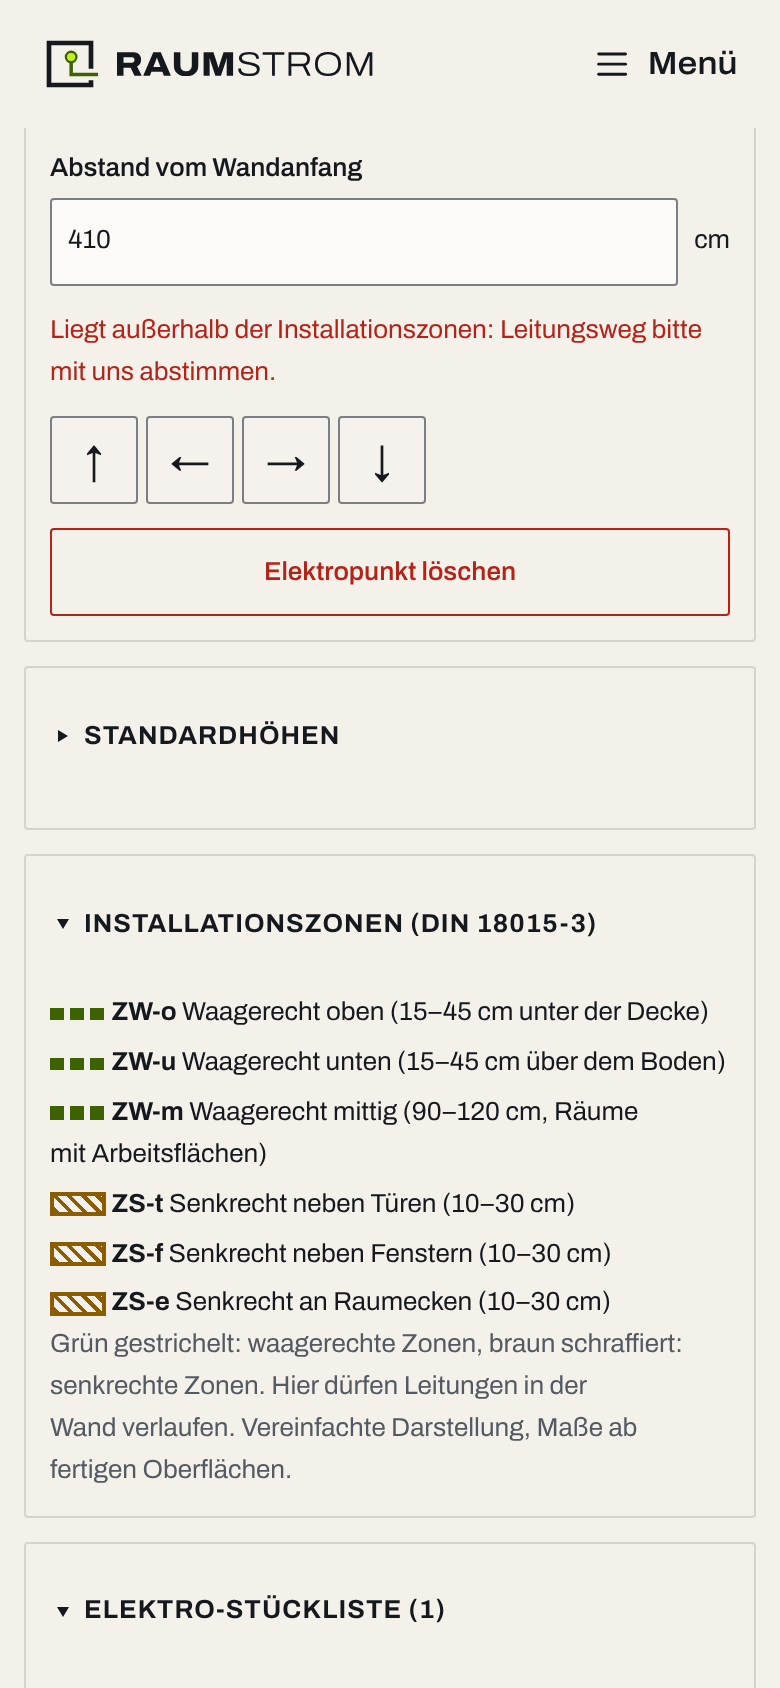 RAUMSTROM
Menü
Abstand vom Wandanfang
410
cm
Liegt außerhalb der Installationszonen: Leitungsweg bitte
mit uns abstimmen.
↑ ← → ↓
Elektropunkt löschen
STANDARDHÖHEN
INSTALLATIONSZONEN (DIN 18015-3)
ZW-o Waagerecht oben (15–45 cm unter der Decke)
ZW-u Waagerecht unten (15–45 cm über dem Boden)
ZW-m Waagerecht mittig (90–120 cm, Räume
mit Arbeitsflächen)
ZS-t Senkrecht neben Türen (10–30 cm)
ZS-f Senkrecht neben Fenstern (10–30 cm)
ZS-e Senkrecht an Raumecken (10–30 cm)
Grün gestrichelt: waagerechte Zonen, braun schraffiert:
senkrechte Zonen. Hier dürfen Leitungen in der
Wand verlaufen. Vereinfachte Darstellung, Maße ab
fertigen Oberflächen.
ELEKTRO-STÜCKLISTE (1)